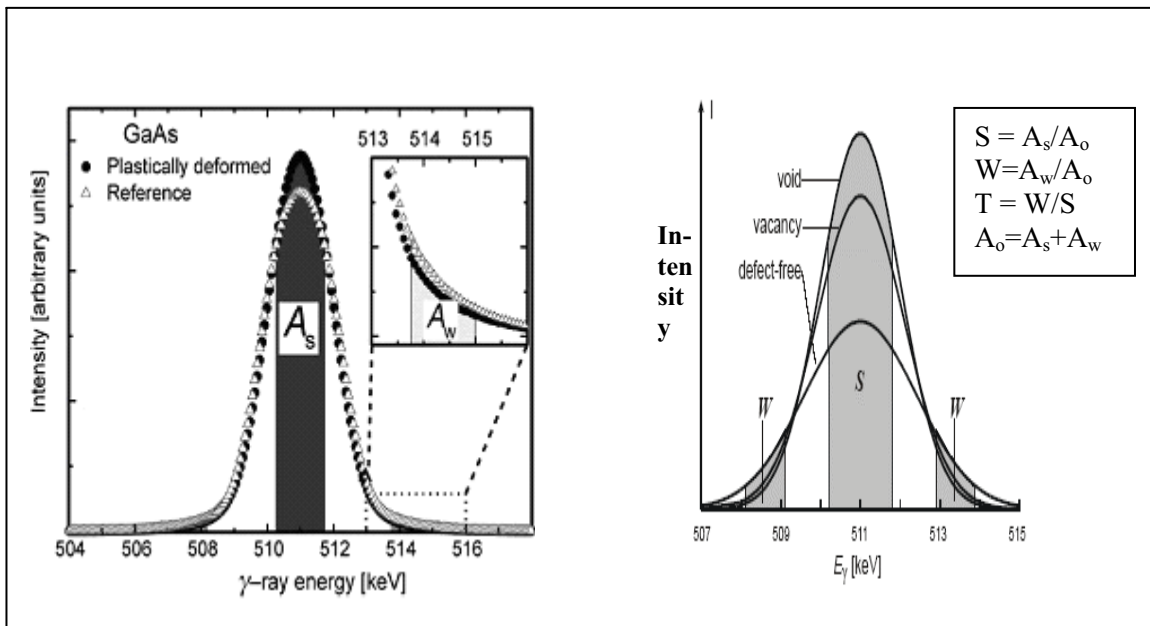 GaAs
Plastically deformed
Reference
513 514 515
A_s
A_w
Intensity [arbitrary units]
504 506 508 510 512 514 516
γ–ray energy [keV]
I
void
vacancy
defect-free
In-
ten
sit
y
S
W
W
507 509 511 513 515
E_γ [keV]
S = A_s/A_o
W=A_w/A_o
T = W/S
A_o=A_s+A_w